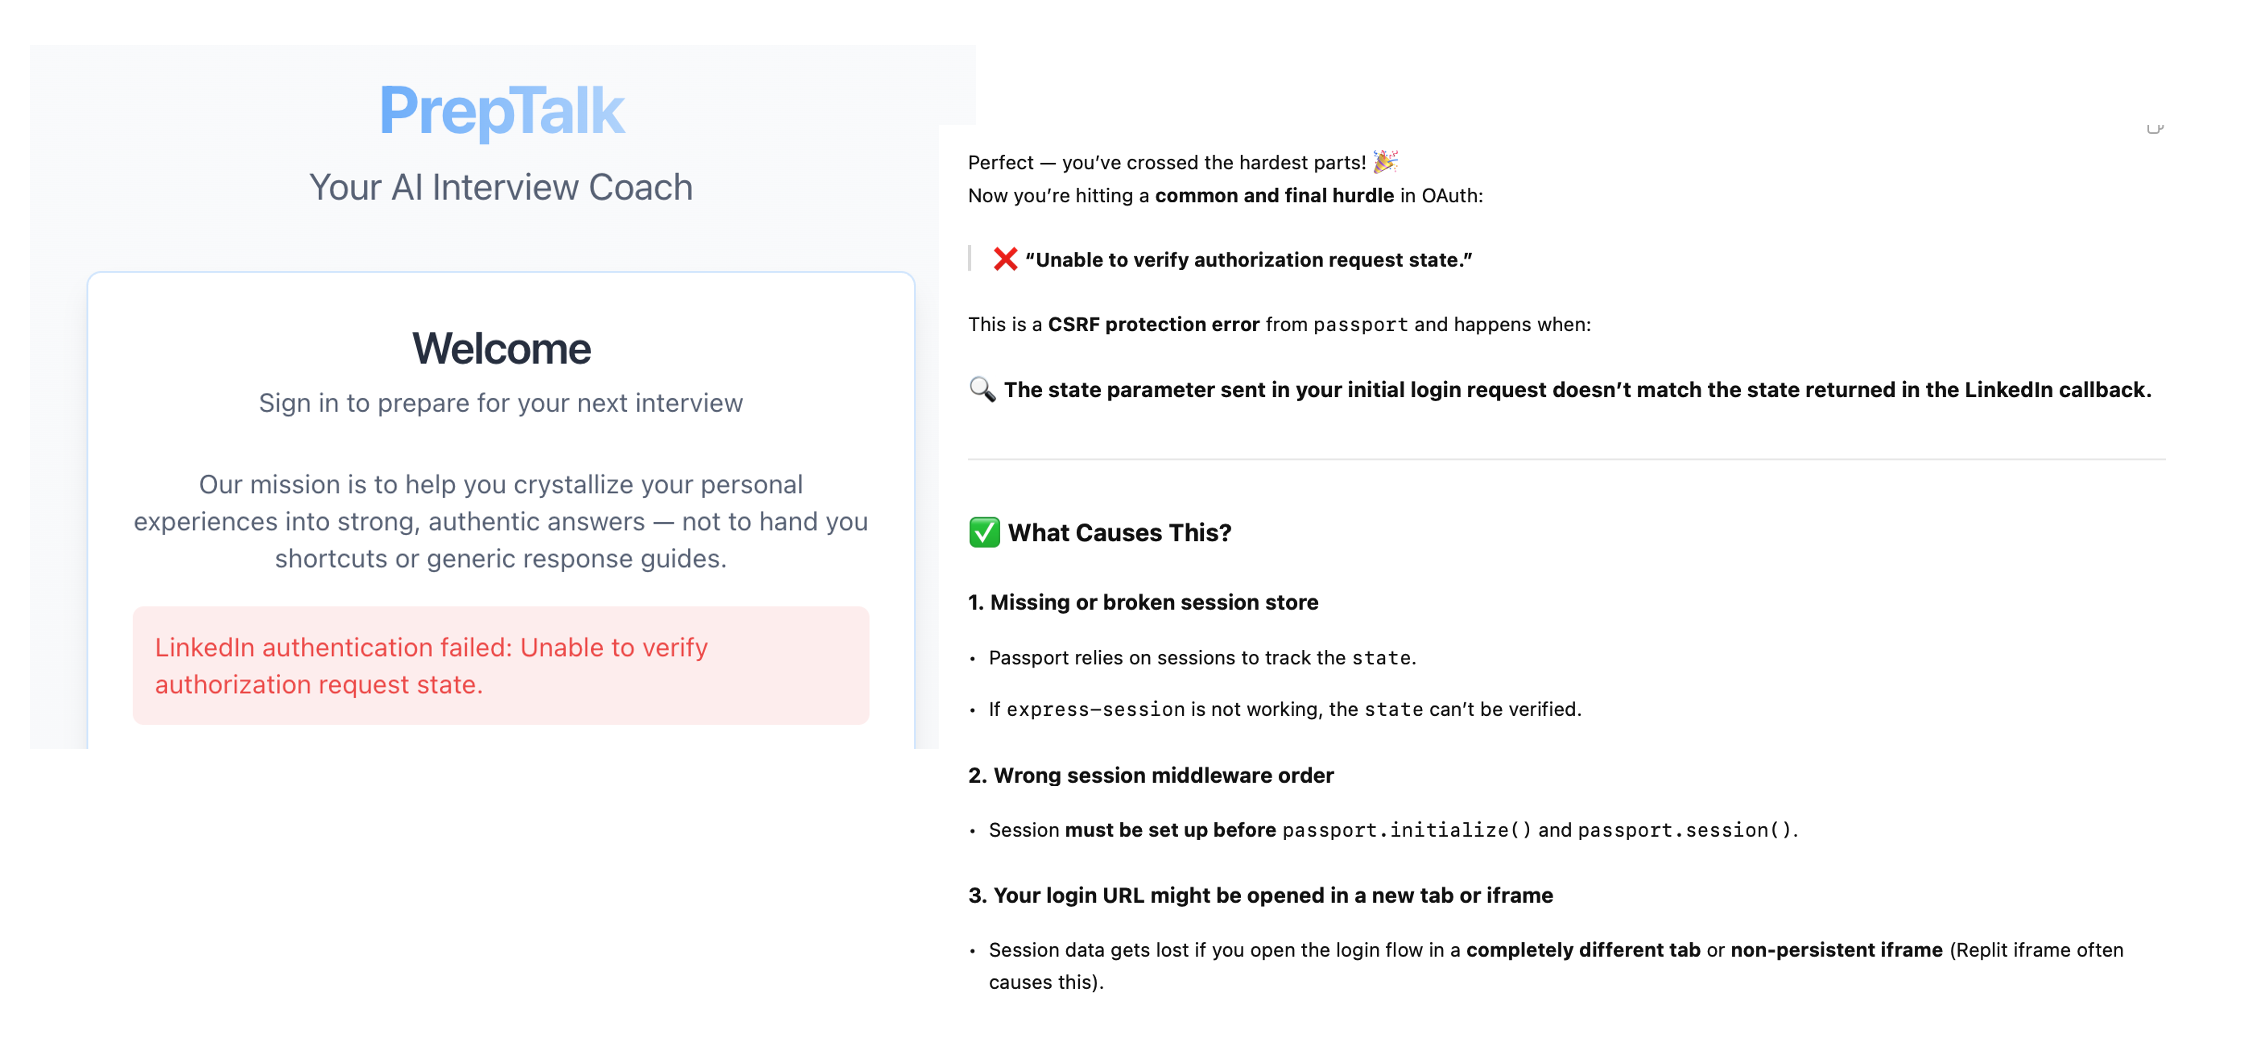 PrepTalk
Your AI Interview Coach
Welcome
Sign in to prepare for your next interview
Our mission is to help you crystallize your personal
experiences into strong, authentic answers — not to hand you
shortcuts or generic response guides.
LinkedIn authentication failed: Unable to verify
authorization request state.
Perfect — you’ve crossed the hardest parts! 🎉
Now you’re hitting a common and final hurdle in OAuth:
❌ “Unable to verify authorization request state.”
This is a CSRF protection error from passport and happens when:
🔍 The state parameter sent in your initial login request doesn’t match the state returned in the LinkedIn callback.
✅ What Causes This?
1. Missing or broken session store
• Passport relies on sessions to track the state.
• If express-session is not working, the state can’t be verified.
2. Wrong session middleware order
• Session must be set up before passport.initialize() and passport.session().
3. Your login URL might be opened in a new tab or iframe
• Session data gets lost if you open the login flow in a completely different tab or non-persistent iframe (Replit iframe often
causes this).